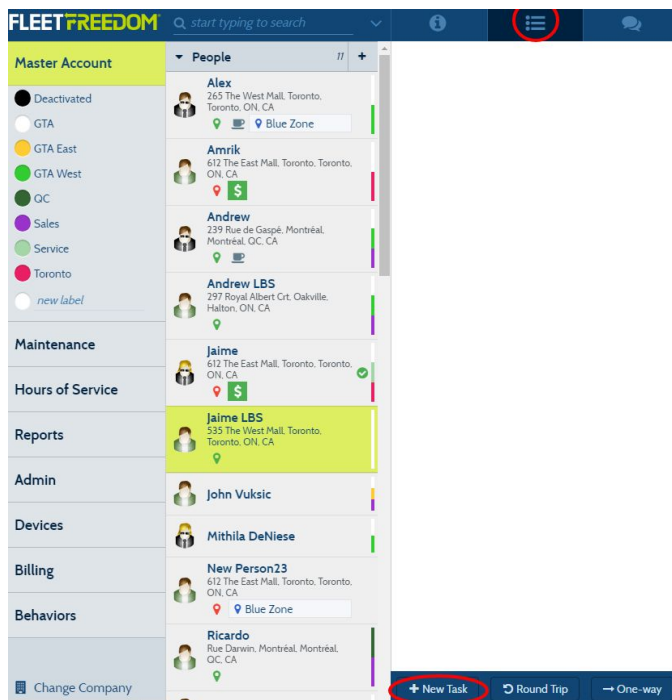 FLEETFREEDOM
start typing to search
Master Account
Deactivated
GTA
GTA East
GTA West
QC
Sales
Service
Toronto
new label
Maintenance
Hours of Service
Reports
Admin
Devices
Billing
Behaviors
Change Company
People 11 +
Alex
265 The West Mall, Toronto,
Toronto, ON, CA
Blue Zone
Amrik
612 The East Mall, Toronto, Toronto,
ON, CA
$
Andrew
239 Rue de Gaspé, Montréal,
Montréal, QC, CA
Andrew LBS
297 Royal Albert Crt, Oakville,
Halton, ON, CA
Jaime
612 The East Mall, Toronto, Toronto,
ON, CA
$
Jaime LBS
535 The West Mall, Toronto,
Toronto, ON, CA
John Vuksic
Mithila DeNiese
New Person23
612 The East Mall, Toronto, Toronto,
ON, CA
Blue Zone
Ricardo
Rue Darwin, Montréal, Montréal,
QC, CA
+ New Task
Round Trip
One-way